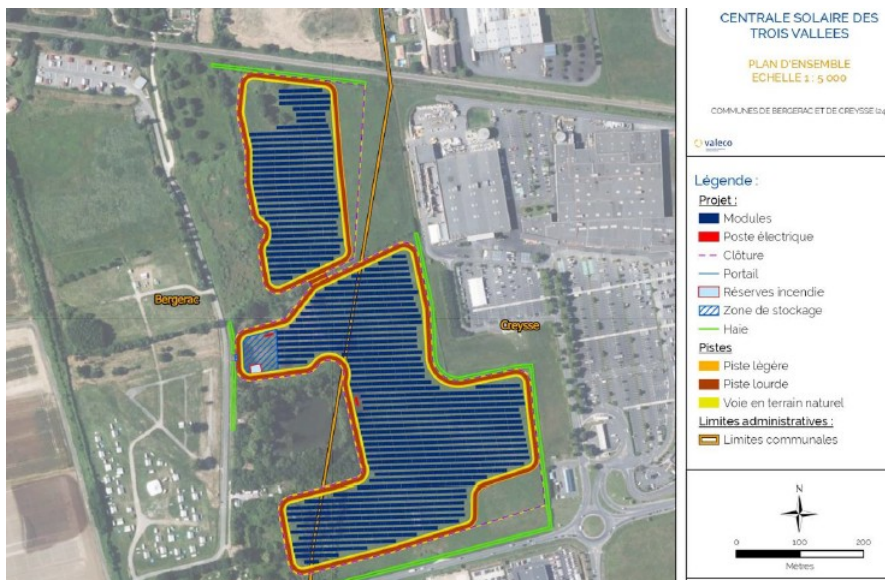 CENTRALE SOLAIRE DES
TROIS VALLEES
PLAN D'ENSEMBLE
ECHELLE 1 : 5 000
COMMUNES DE BERGERAC ET DE CREYSSE (24
valeco
Légende :
Projet :
Modules
Poste électrique
Clôture
Portail
Réserves incendie
Zone de stockage
Haie
Pistes
Piste légère
Piste lourde
Voie en terrain naturel
Limites administratives :
Limites communales
N
0 100 200
Mètres
Bergerac
Creysse